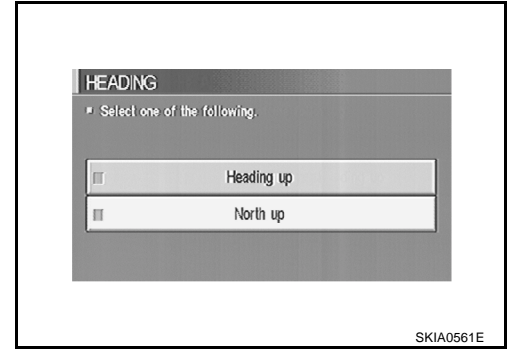 HEADING
Select one of the following.
Heading up
North up
SKIA0561E